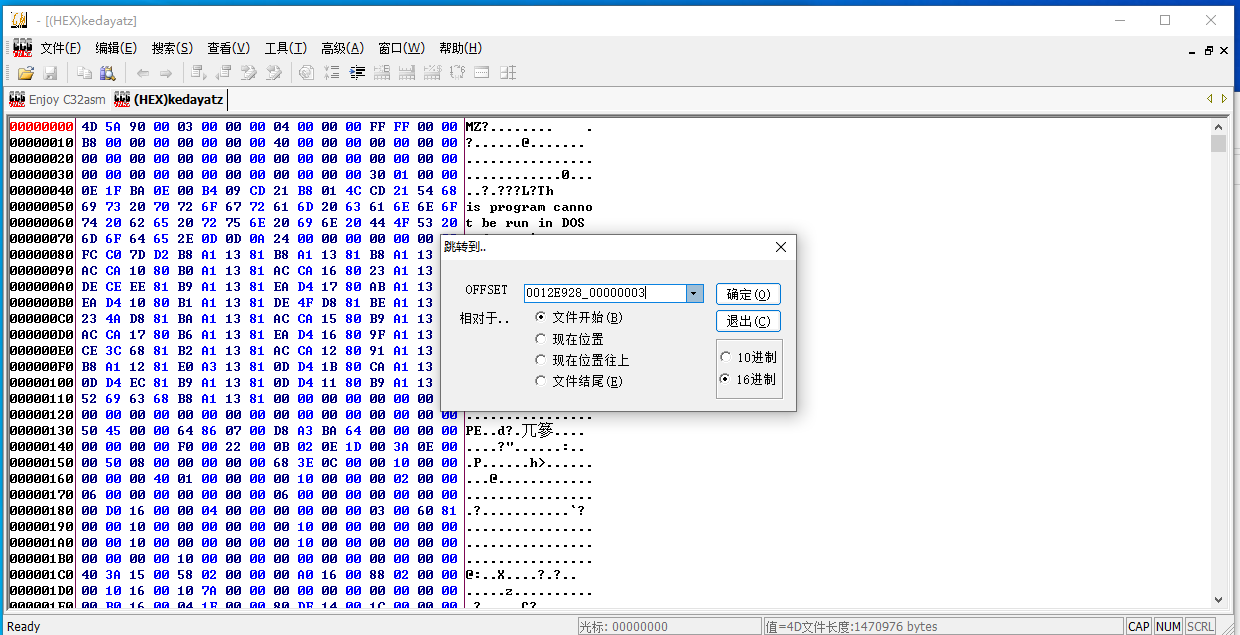 - [(HEX)kedayatz]
文件(F) 编辑(E) 搜索(S) 查看(V) 工具(T) 高级(A) 窗口(W) 帮助(H)
Enjoy C32asm (HEX)kedayatz
00000000 4D 5A 90 00 03 00 00 00 04 00 00 00 FF FF 00 00 MZ?........ .
00000010 B8 00 00 00 00 00 00 00 40 00 00 00 00 00 00 00 ?......@.......
00000020 00 00 00 00 00 00 00 00 00 00 00 00 00 00 00 00 ................
00000030 00 00 00 00 00 00 00 00 00 00 00 00 30 01 00 00 ............0...
00000040 0E 1F BA 0E 00 B4 09 CD 21 B8 01 4C CD 21 54 68 ..?.???L?Th
00000050 69 73 20 70 72 6F 67 72 61 6D 20 63 61 6E 6E 6F is program canno
00000060 74 20 62 65 20 72 75 6E 20 69 6E 20 44 4F 53 20 t be run in DOS
00000070 6D 6F 64 65 2E 0D 0D 0A 24 00 00 00 00 00 00
00000080 FC C0 7D D2 B8 A1 13 81 B8 A1 13 81 B8 A1 13
00000090 AC CA 10 80 B0 A1 13 81 AC CA 16 80 23 A1 13
000000A0 DE CE EE 81 B9 A1 13 81 EA D4 17 80 AB A1 13
000000B0 EA D4 10 80 B1 A1 13 81 DE 4F D8 81 BE A1 13
000000C0 23 4A D8 81 BA A1 13 81 AC CA 15 80 B9 A1 13
000000D0 AC CA 17 80 B6 A1 13 81 EA D4 16 80 9F A1 13
000000E0 CE 3C 68 81 B2 A1 13 81 AC CA 12 80 91 A1 13
000000F0 B8 A1 12 81 E0 A3 13 81 0D D4 1B 80 CA A1 13
00000100 0D D4 EC 81 B9 A1 13 81 0D D4 11 80 B9 A1 13
00000110 52 69 63 68 B8 A1 13 81 00 00 00 00 00 00 00
00000120 00 00 00 00 00 00 00 00 00 00 00 00 00 00 00 00 ................
00000130 50 45 00 00 64 86 07 00 D8 A3 BA 64 00 00 00 00 PE..d?.兀篸....
00000140 00 00 00 00 F0 00 22 00 0B 02 0E 1D 00 3A 0E 00 ....?".....:..
00000150 00 50 08 00 00 00 00 00 68 3E 0C 00 00 10 00 00 .P......h>......
00000160 00 00 00 40 01 00 00 00 00 10 00 00 00 02 00 00 ...@............
00000170 06 00 00 00 00 00 00 00 06 00 00 00 00 00 00 00 ................
00000180 00 D0 16 00 00 04 00 00 00 00 00 00 03 00 60 81 .?..........`?
00000190 00 00 10 00 00 00 00 00 00 10 00 00 00 00 00 00 ................
000001A0 00 00 10 00 00 00 00 00 00 10 00 00 00 00 00 00 ................
000001B0 00 00 00 00 10 00 00 00 00 00 00 00 00 00 00 00 ................
000001C0 40 3A 15 00 58 02 00 00 00 A0 16 00 88 02 00 00 @:..X....?.?..
000001D0 00 10 16 00 10 7A 00 00 00 00 00 00 00 00 00 00 .....z..........
000001E0 00 B0 16 00 04 1E 00 00 80 DE 14 00 1C 00 00 00
跳转到..
OFFSET 0012E928_00000003 确定(O)
相对于.. 文件开始(B) 退出(C)
现在位置
现在位置往上 10进制
文件结尾(E) 16进制
Ready 光标: 00000000 值=4D文件长度:1470976 bytes CAP NUM SCRL